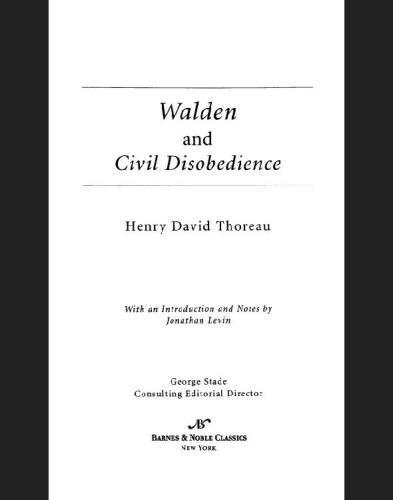 Walden
and
Civil Disobedience
Henry David Thoreau
With an Introduction and Notes by
Jonathan Levin
George Stade
Consulting Editorial Director
BARNES & NOBLE CLASSICS
NEW YORK